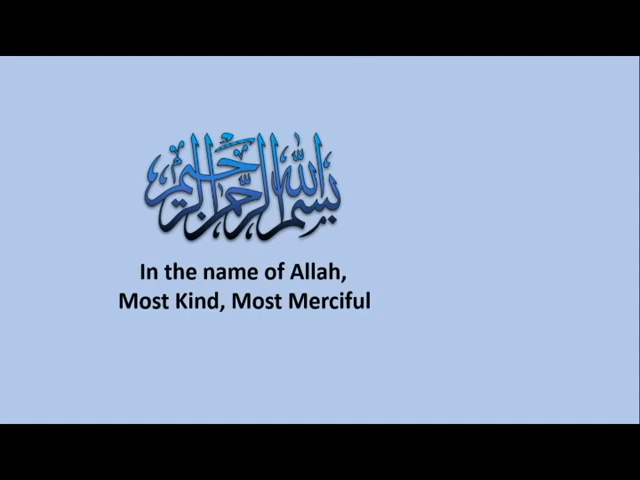 بسم الله الرحمن الرحيم
In the name of Allah,
Most Kind, Most Merciful